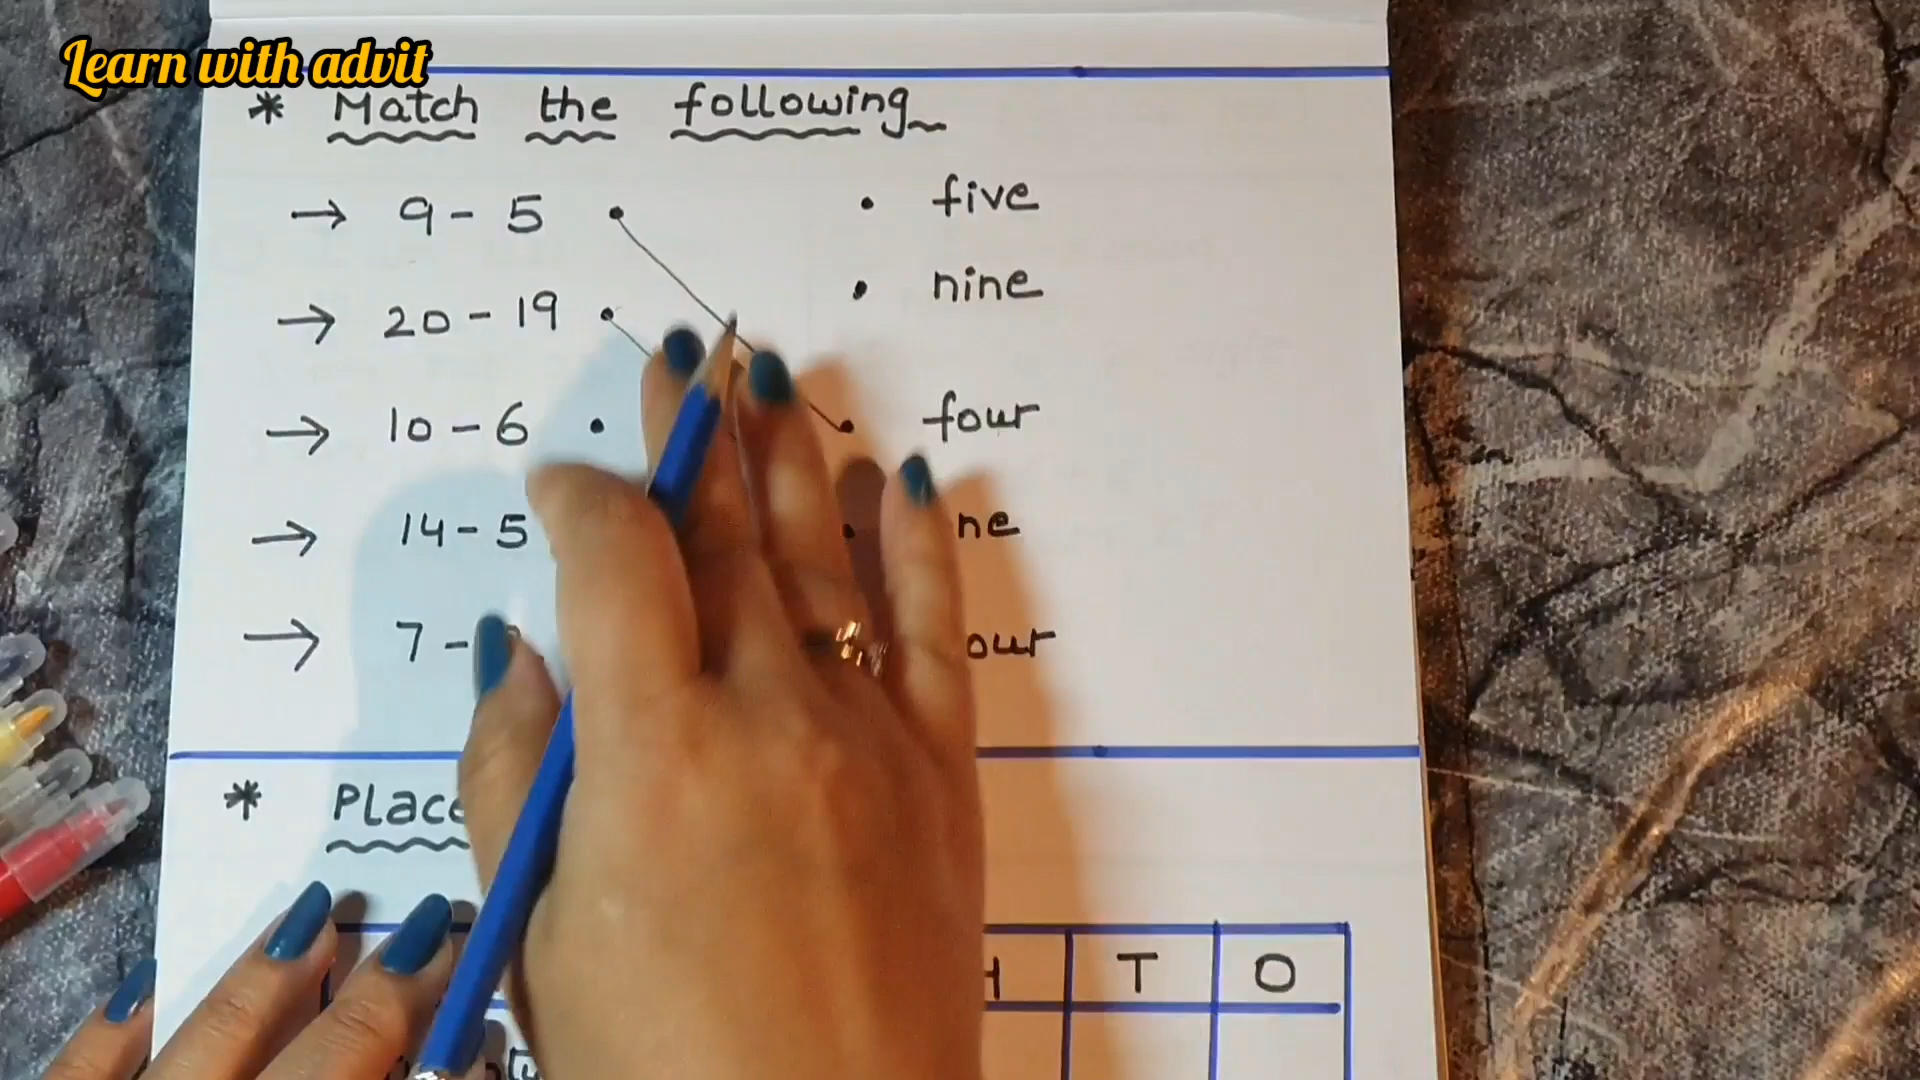 Learn with advit
* Match the following
→ 9 - 5 • • five
→ 20 - 19 • • nine
→ 10 - 6 • • four
→ 14 - 5 • ne
→ 7 - our
* Place
H T O